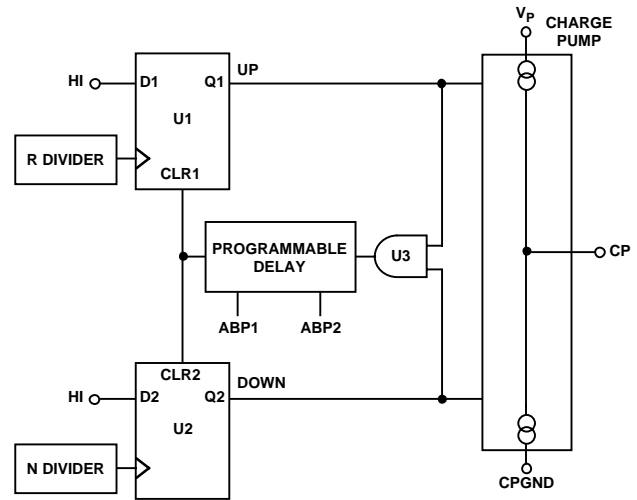 VP
CHARGE
PUMP
UP
HI
D1
Q1
U1
R DIVIDER
CLR1
PROGRAMMABLE
DELAY
U3
CP
ABP1
ABP2
CLR2
DOWN
HI
D2
Q2
U2
N DIVIDER
CPGND